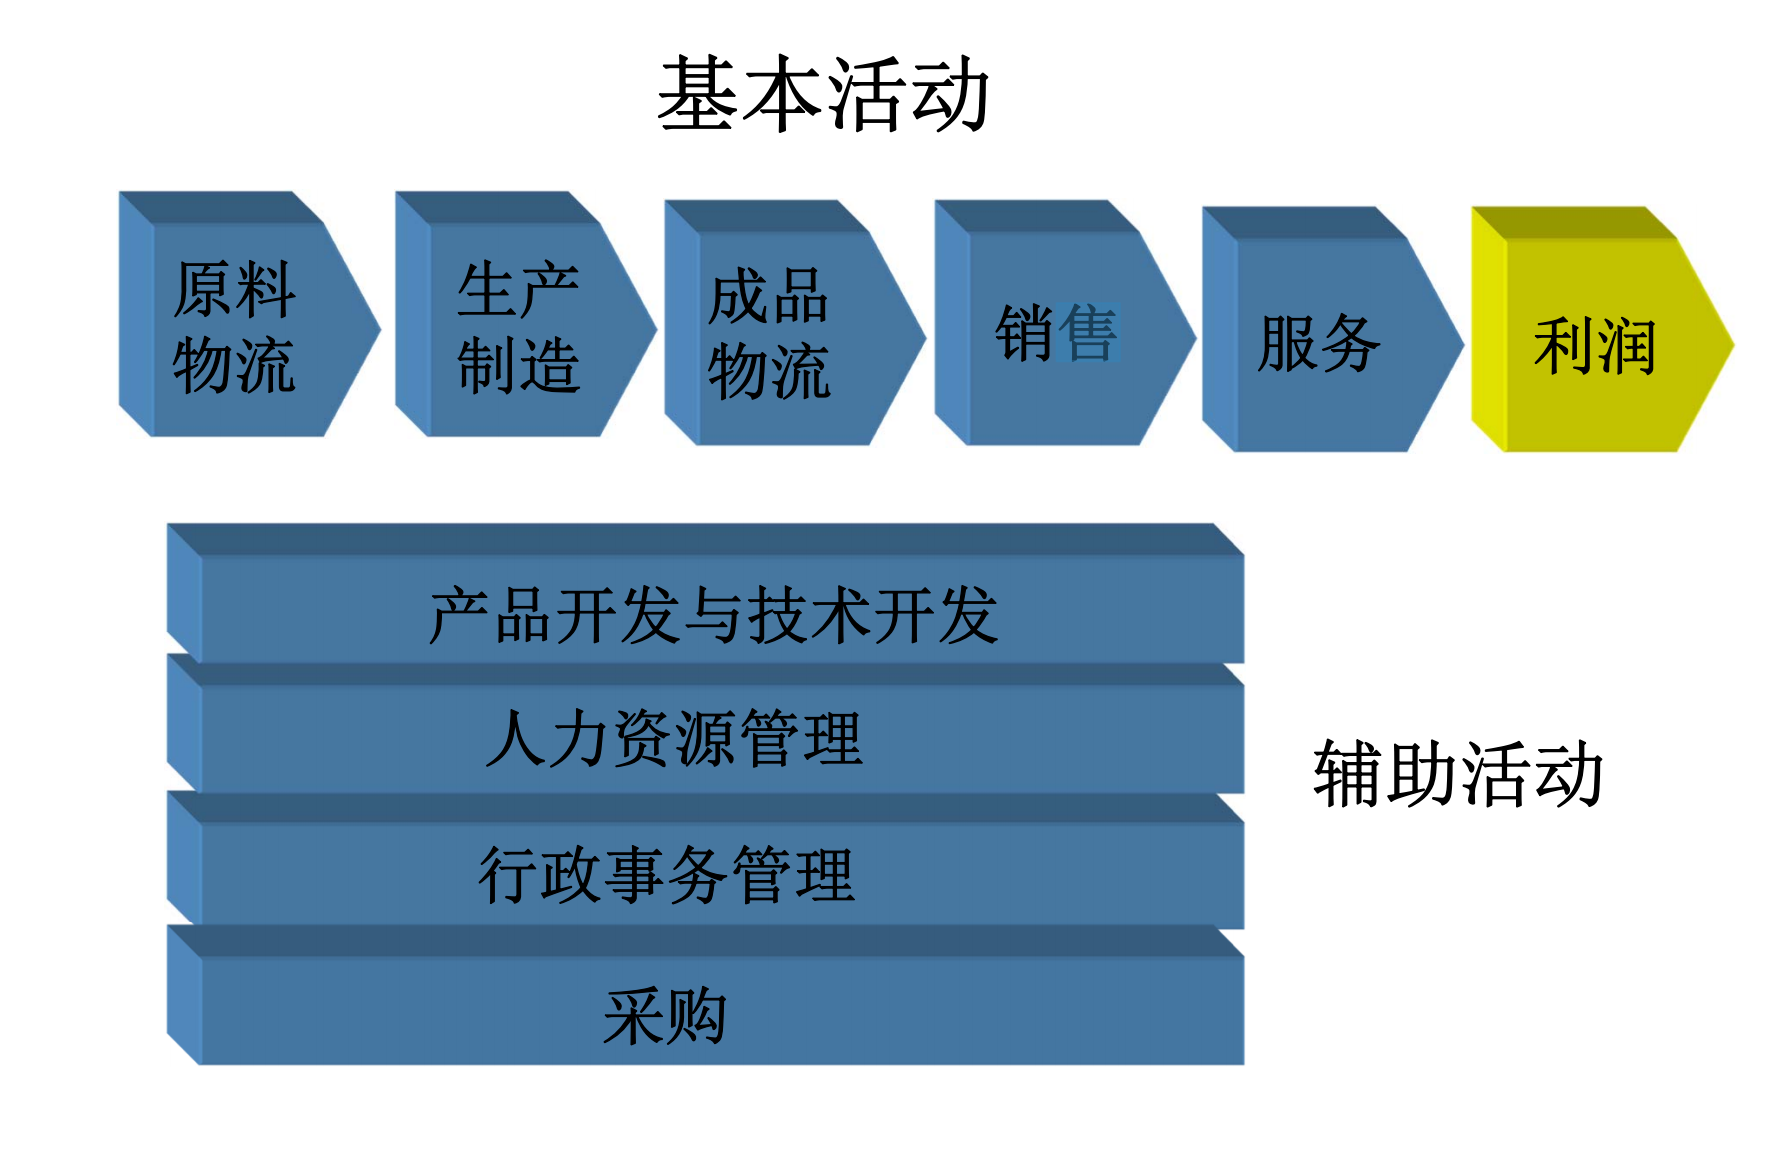 基本活动
原料
物流
生产
制造
成品
物流
销售
服务
利润
产品开发与技术开发
人力资源管理
行政事务管理
采购
辅助活动